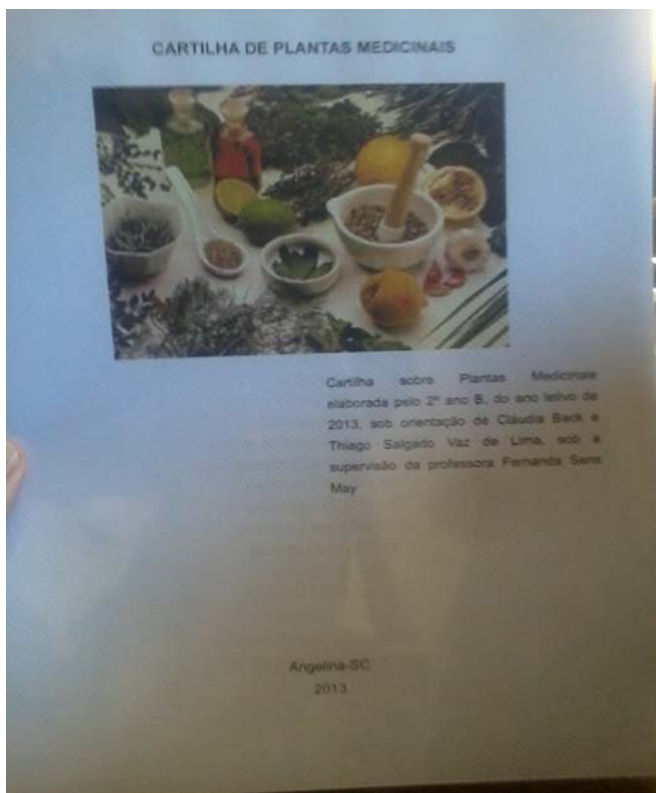 CARTILHA DE PLANTAS MEDICINAIS
Cartilha sobre Plantas Medicinais
elaborada pelo 2º ano B, do ano letivo de
2013, sob orientação de Cláudia Back e
Thiago Salgado Vaz de Lima, sob a
supervisão da professora Fernanda Sens
May
Angelina-SC
2013